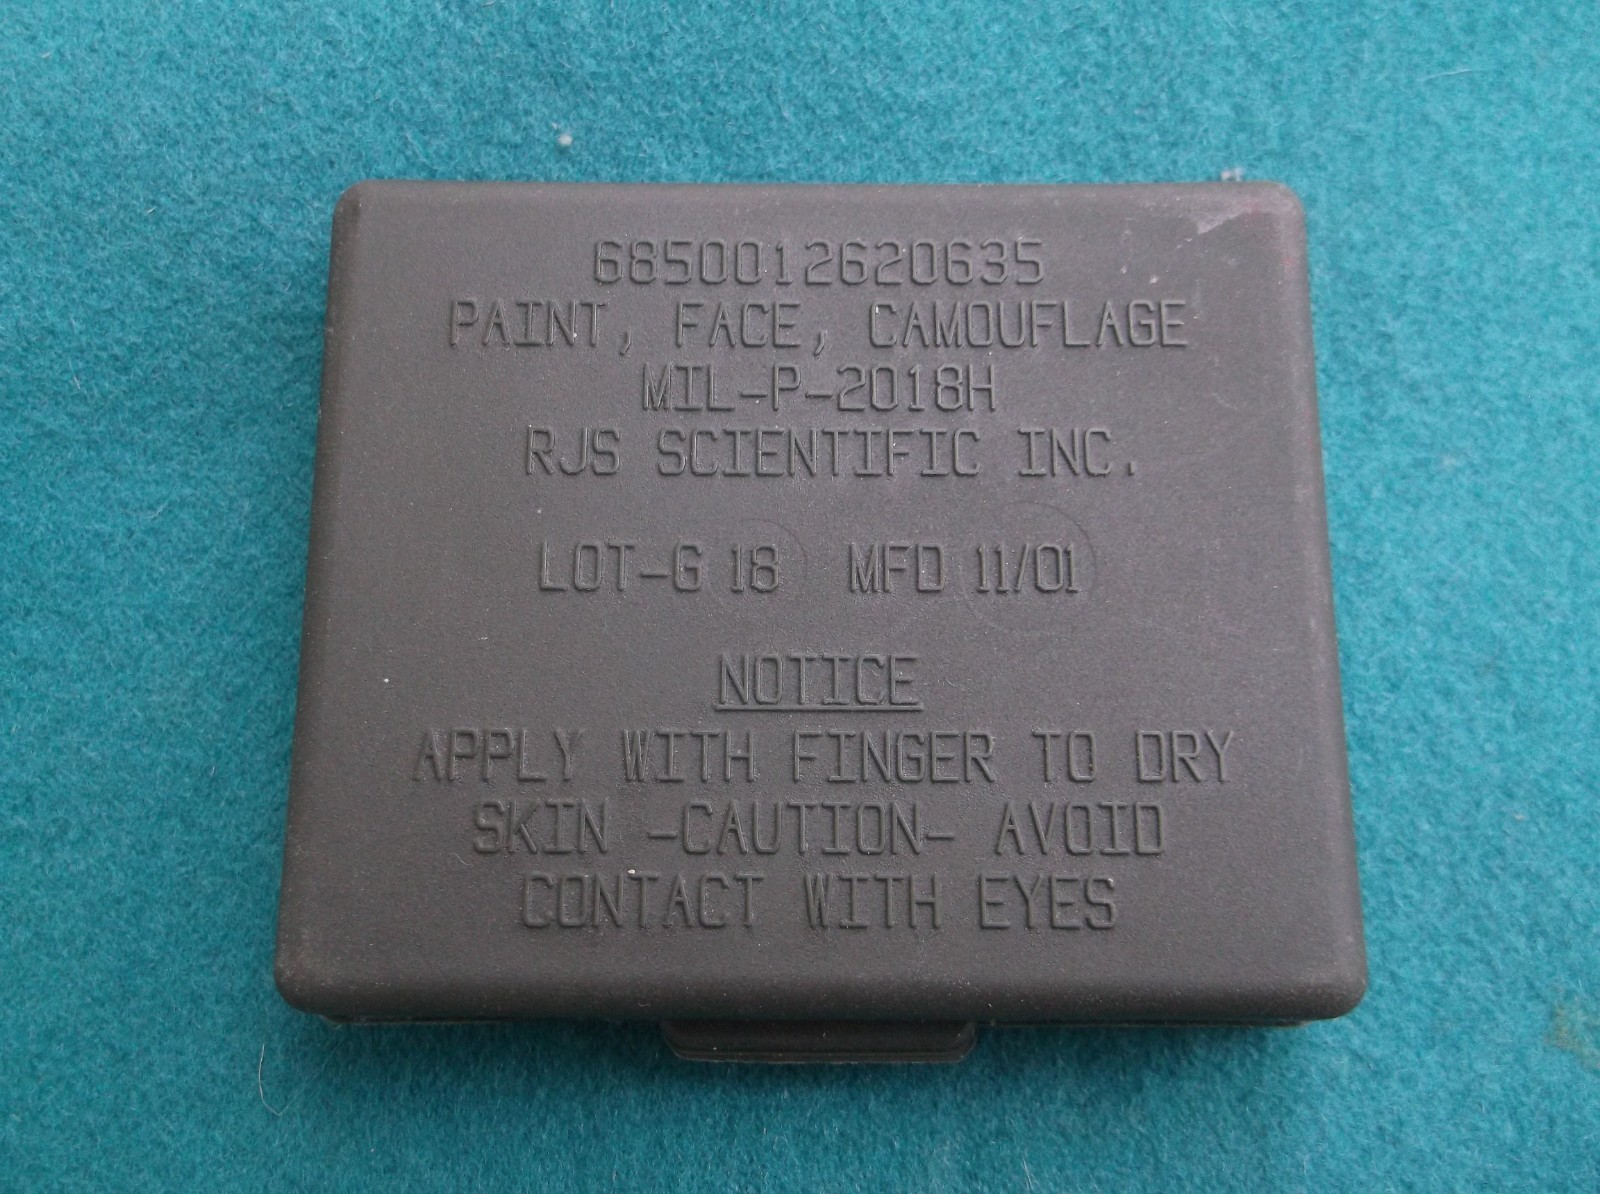 6850012620635
PAINT, FACE, CAMOUFLAGE
MIL-P-2018H
RJS SCIENTIFIC INC.
LOT-G 18 MFD 11/01
NOTICE
APPLY WITH FINGER TO DRY
SKIN -CAUTION- AVOID
CONTACT WITH EYES